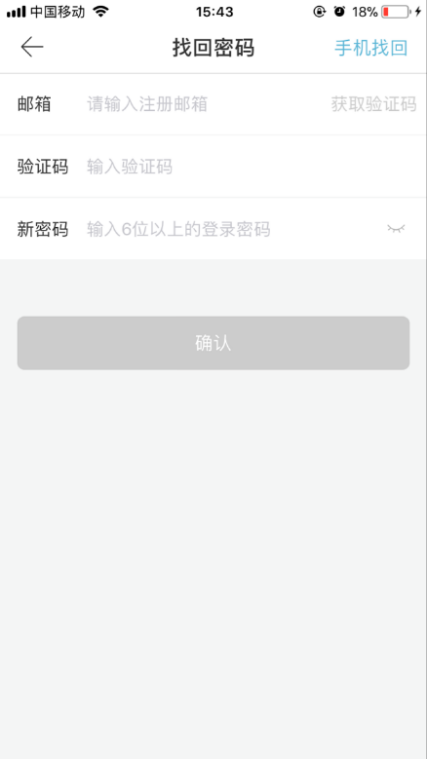 中国移动 15:43 18%
找回密码 手机找回
邮箱 请输入注册邮箱 获取验证码
验证码 输入验证码
新密码 输入6位以上的登录密码
确认